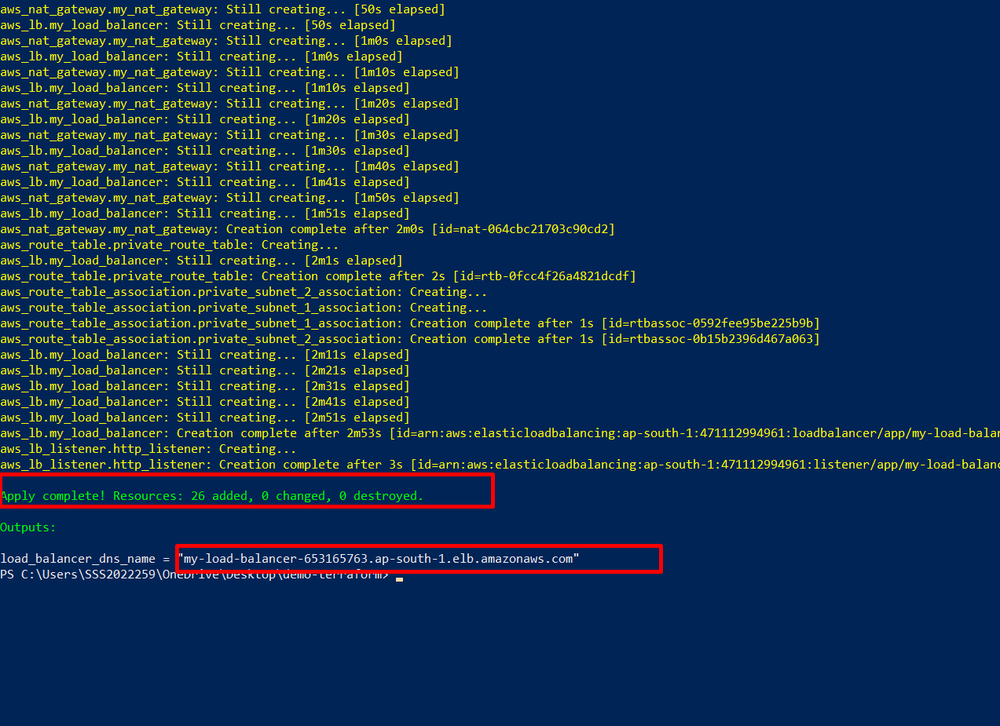 aws_nat_gateway.my_nat_gateway: Still creating... [50s elapsed]
aws_lb.my_load_balancer: Still creating... [50s elapsed]
aws_nat_gateway.my_nat_gateway: Still creating... [1m0s elapsed]
aws_lb.my_load_balancer: Still creating... [1m0s elapsed]
aws_nat_gateway.my_nat_gateway: Still creating... [1m10s elapsed]
aws_lb.my_load_balancer: Still creating... [1m10s elapsed]
aws_nat_gateway.my_nat_gateway: Still creating... [1m20s elapsed]
aws_lb.my_load_balancer: Still creating... [1m20s elapsed]
aws_nat_gateway.my_nat_gateway: Still creating... [1m30s elapsed]
aws_lb.my_load_balancer: Still creating... [1m30s elapsed]
aws_nat_gateway.my_nat_gateway: Still creating... [1m40s elapsed]
aws_lb.my_load_balancer: Still creating... [1m41s elapsed]
aws_nat_gateway.my_nat_gateway: Still creating... [1m50s elapsed]
aws_lb.my_load_balancer: Still creating... [1m51s elapsed]
aws_nat_gateway.my_nat_gateway: Creation complete after 2m0s [id=nat-064cbc21703c90cd2]
aws_route_table.private_route_table: Creating...
aws_lb.my_load_balancer: Still creating... [2m1s elapsed]
aws_route_table.private_route_table: Creation complete after 2s [id=rtb-0fcc4f26a4821dcdf]
aws_route_table_association.private_subnet_2_association: Creating...
aws_route_table_association.private_subnet_1_association: Creating...
aws_route_table_association.private_subnet_1_association: Creation complete after 1s [id=rtbassoc-0592fee95be225b9b]
aws_route_table_association.private_subnet_2_association: Creation complete after 1s [id=rtbassoc-0b15b2396d467a063]
aws_lb.my_load_balancer: Still creating... [2m11s elapsed]
aws_lb.my_load_balancer: Still creating... [2m21s elapsed]
aws_lb.my_load_balancer: Still creating... [2m31s elapsed]
aws_lb.my_load_balancer: Still creating... [2m41s elapsed]
aws_lb.my_load_balancer: Still creating... [2m51s elapsed]
aws_lb.my_load_balancer: Creation complete after 2m53s [id=arn:aws:elasticloadbalancing:ap-south-1:471112994961:loadbalancer/app/my-load-balan
aws_lb_listener.http_listener: Creating...
aws_lb_listener.http_listener: Creation complete after 3s [id=arn:aws:elasticloadbalancing:ap-south-1:471112994961:listener/app/my-load-balanc
Apply complete! Resources: 26 added, 0 changed, 0 destroyed.
Outputs:
load_balancer_dns_name = "my-load-balancer-653165763.ap-south-1.elb.amazonaws.com"
PS C:\Users\SSS2022259\OneDrive\Desktop\demo-terraform>